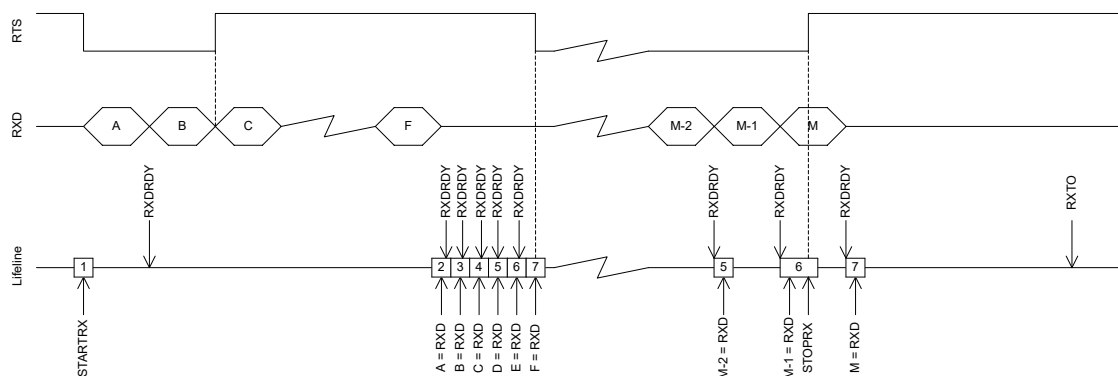 RTS
RXD
A
B
C
F
M-2
M-1
M
Lifeline
RXDRDY
RXDRDY
RXDRDY
RXDRDY
RXDRDY
RXDRDY
RXDRDY
RXDRDY
RXDRDY
RXTO
1
2
3
4
5
6
7
5
6
7
STARTRX
A = RXD
B = RXD
C = RXD
D = RXD
E = RXD
F = RXD
M-2 = RXD
M-1 = RXD
STOPRX
M = RXD